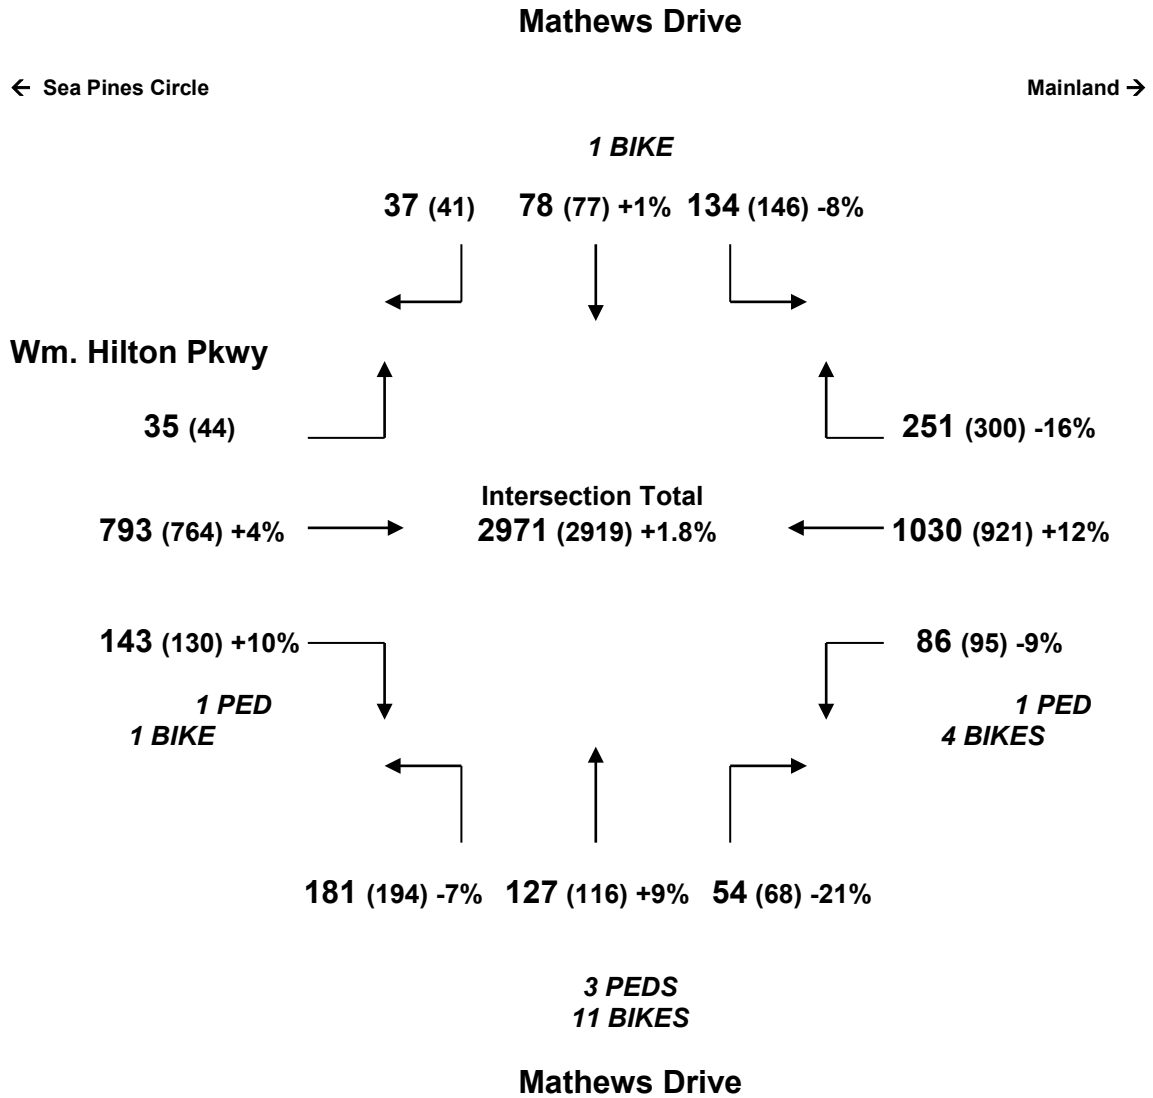 Mathews Drive
← Sea Pines Circle
Mainland →
1 BIKE
37 (41) 78 (77) +1% 134 (146) -8%
Wm. Hilton Pkwy
35 (44)
251 (300) -16%
Intersection Total
793 (764) +4%
2971 (2919) +1.8%
1030 (921) +12%
143 (130) +10%
86 (95) -9%
1 PED
1 BIKE
1 PED
4 BIKES
181 (194) -7% 127 (116) +9% 54 (68) -21%
3 PEDS
11 BIKES
Mathews Drive